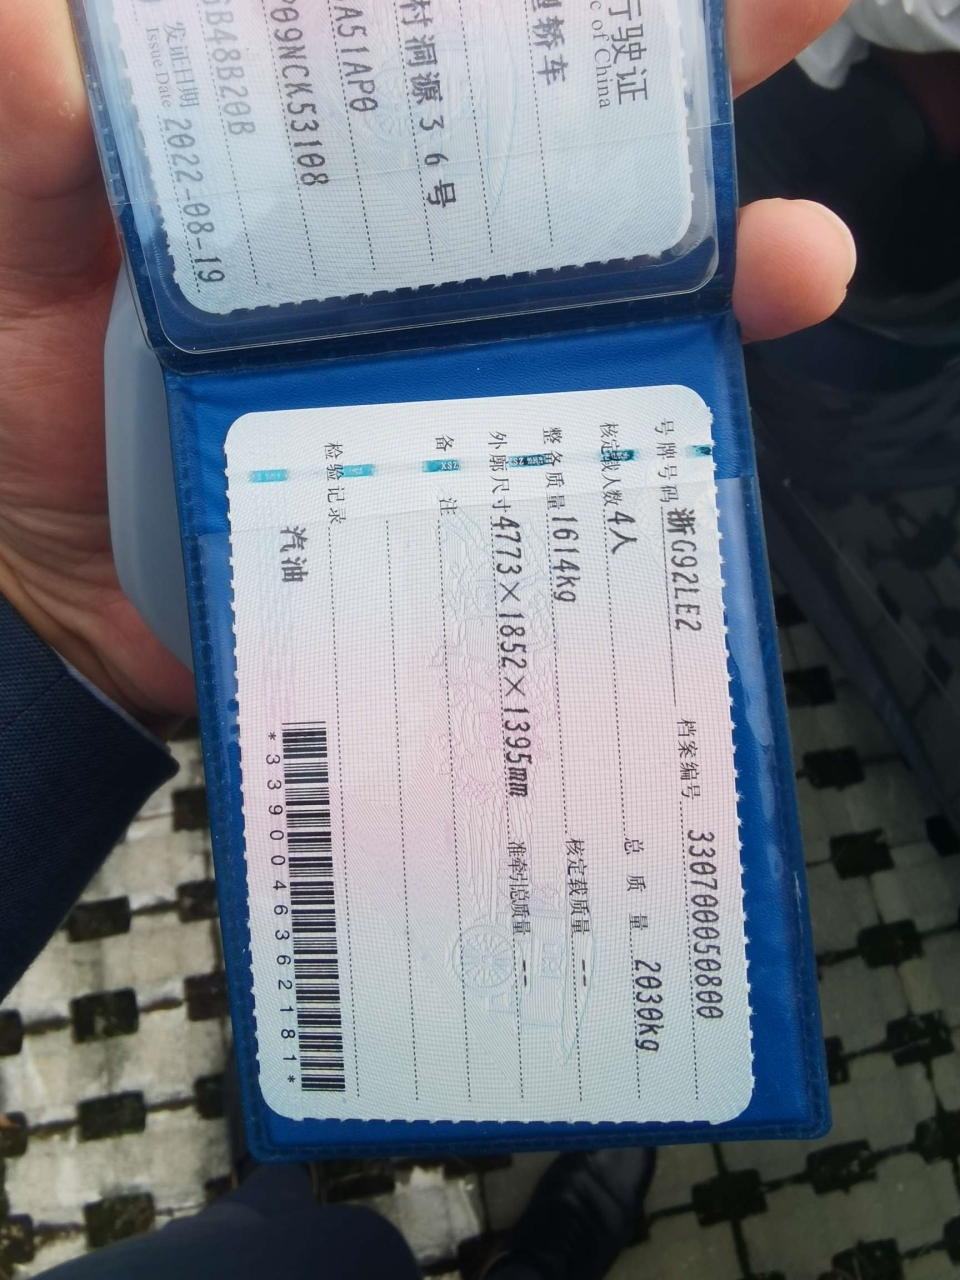 行驶证
c of China
型轿车
村洞源36号
A51AP0
P09NCK53108
6B48B20B
发证日期 2022-08-19
Issue Date
号牌号码 浙G92LE2 档案编号 330700050800
核定载人数 4人 总质量 2030kg
整备质量 1614kg 核定载质量 --
外廓尺寸 4773×1852×1395mm 准牵引总质量 --
备注
检验记录
汽油
*3390046362181*